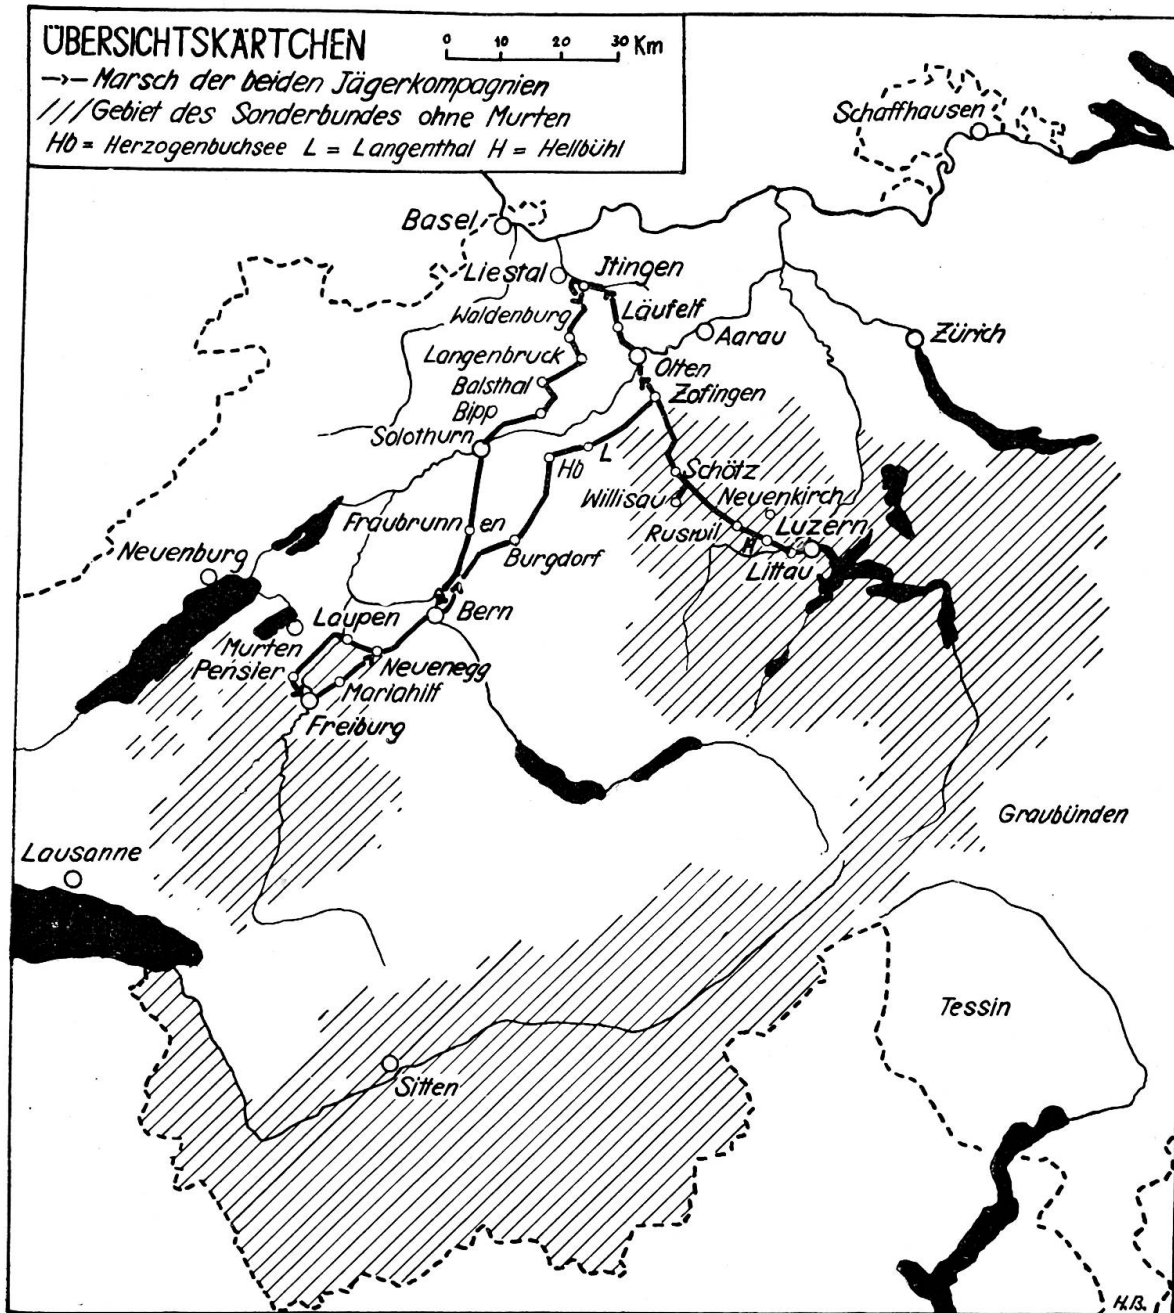 ÜBERSICHTSKÄRTCHEN
0 10 20 30 Km
→ Marsch der beiden Jägerkompagnien
/// Gebiet des Sonderbundes ohne Murten
Hb = Herzogenbuchsee L = Langenthal H = Hellbühl
Schaffhausen
Basel
Liestal
Itingen
Waldenburg
Läufelf
Aarau
Zürich
Langenbruck
Olten
Balsthal
Zofingen
Bipp
Solothurn
Hb
L
Schötz
Willisau
Neuenkirch
Fraubrunnen
Ruswil
H
Luzern
Neuenburg
Burgdorf
Littau
Laupen
Bern
Murten
Neuenegg
Pensier
Mariahilf
Freiburg
Graubünden
Lausanne
Tessin
Sitten
H.B.